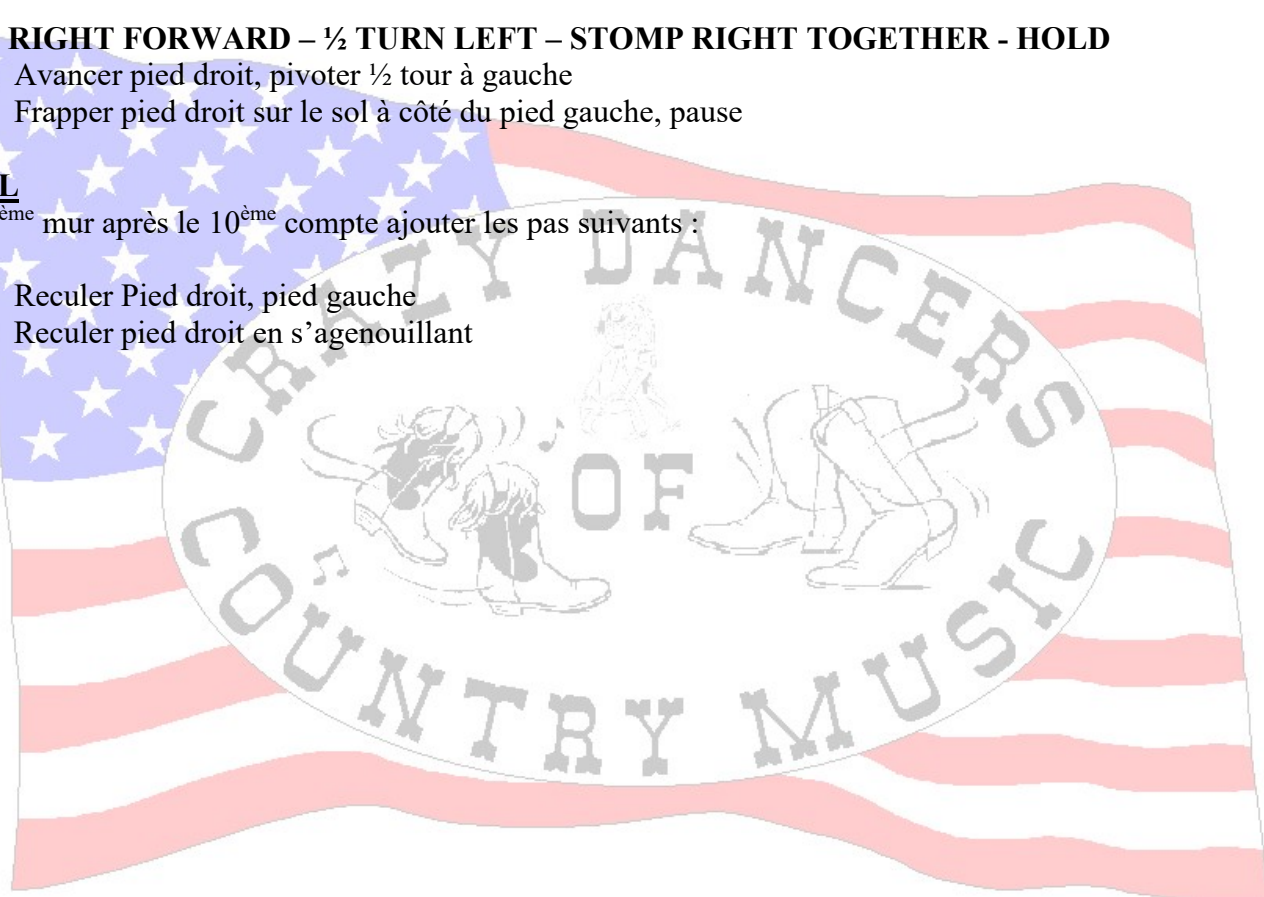 RIGHT FORWARD – ½ TURN LEFT – STOMP RIGHT TOGETHER - HOLD
Avancer pied droit, pivoter ½ tour à gauche
Frapper pied droit sur le sol à côté du pied gauche, pause
L
ème mur après le 10ème compte ajouter les pas suivants :
Reculer Pied droit, pied gauche
Reculer pied droit en s’agenouillant
CRAZY DANCERS
OF
COUNTRY MUSIC